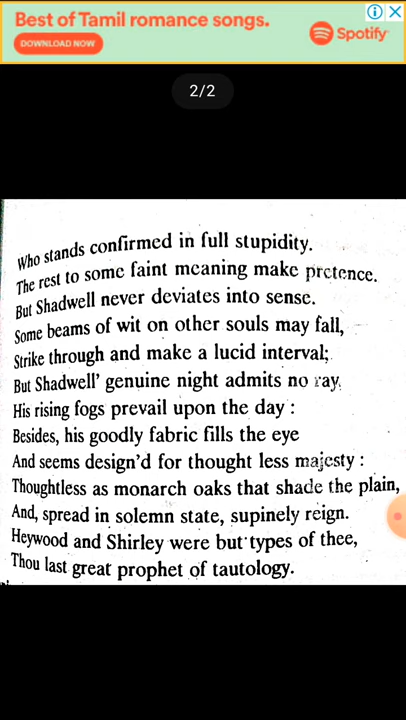 Best of Tamil romance songs.
DOWNLOAD NOW
Spotify
2/2
Who stands confirmed in full stupidity.
The rest to some faint meaning make pretence.
But Shadwell never deviates into sense.
Some beams of wit on other souls may fall,
Strike through and make a lucid interval;
But Shadwell' genuine night admits no ray,
His rising fogs prevail upon the day :
Besides, his goodly fabric fills the eye
And seems design'd for thought less majesty :
Thoughtless as monarch oaks that shade the plain,
And, spread in solemn state, supinely reign.
Heywood and Shirley were but types of thee,
Thou last great prophet of tautology.